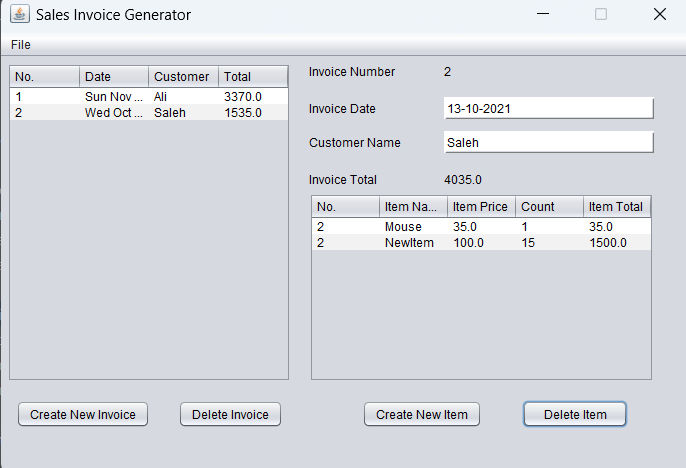 Sales Invoice Generator
File
No. Date Customer Total
1 Sun Nov ... Ali 3370.0
2 Wed Oct ... Saleh 1535.0
Create New Invoice Delete Invoice
Invoice Number 2
Invoice Date 13-10-2021
Customer Name Saleh
Invoice Total 4035.0
No. Item Na... Item Price Count Item Total
2 Mouse 35.0 1 35.0
2 NewItem 100.0 15 1500.0
Create New Item Delete Item